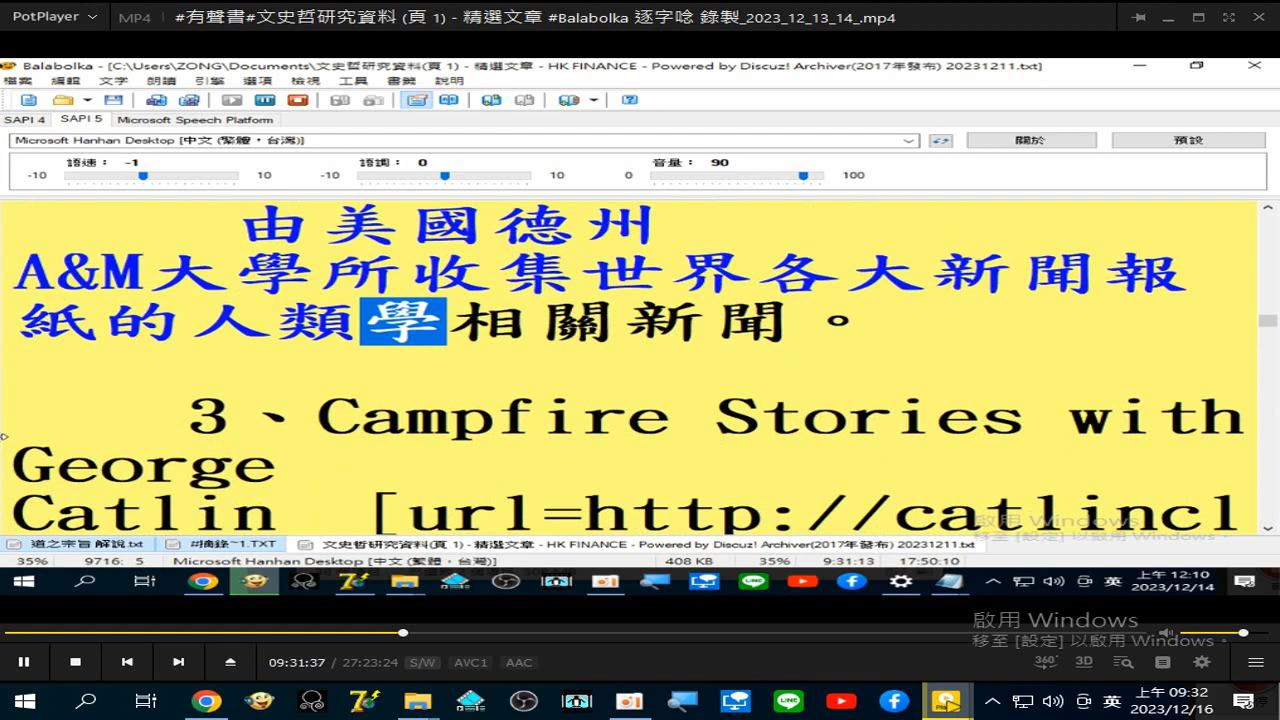 PotPlayer MP4 #有聲書#文史哲研究資料 (頁 1) - 精選文章 #Balabolka 逐字唸 錄製_2023_12_13_14_.mp4
Balabolka - [C:\Users\ZONG\Documents\文史哲研究資料(頁 1) - 精選文章 - HK FINANCE - Powered by Discuz! Archiver(2017年發布) 20231211.txt]
檔案 編輯 文字 朗讀 引擎 選項 檢視 工具 書籤 說明
SAPI 4 SAPI 5 Microsoft Speech Platform
Microsoft Hanhan Desktop [中文 (繁體，台灣)] 關於 預設
語速： -1 語調： 0 音量： 90
-10 10 -10 10 0 100
由美國德州
A&M大學所收集世界各大新聞報
紙的人類學相關新聞。
3、Campfire Stories with
George
Catlin [url=http://catlincl
啟用 Windows
移至 [設定] 以啟用 Windows。
道之宗旨 解說.txt #摘錄~1.TXT 文史哲研究資料(頁 1) - 精選文章 - HK FINANCE - Powered by Discuz! Archiver(2017年發布) 20231211.txt
35% 9716: 5 Microsoft Hanhan Desktop [中文 (繁體，台灣)] 408 KB 35% 9:31:13 17:50:10
英 上午 12:10
2023/12/14
啟用 Windows
移至 [設定] 以啟用 Windows。
09:31:37 / 27:23:24 S/W AVC1 AAC 360° 3D
英 上午 09:32
2023/12/16